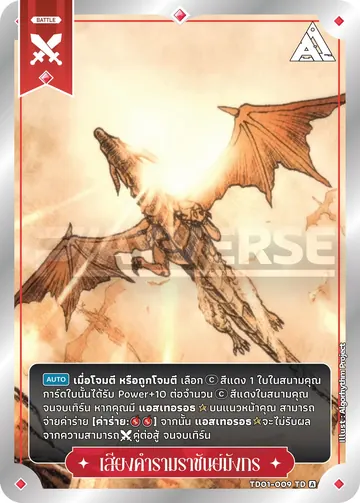 BATTLE
A
EXEVERSE
AUTO เมื่อโจมตี หรือถูกโจมตี เลือก Ⓒ สีแดง 1 ใบในสนามคุณ
การ์ดใบนั้นได้รับ Power+10 ต่อจำนวน Ⓒ สีแดงในสนามคุณ
จนจบเทิร์น หากคุณมี แอสเทอรอธ ☆ บนแนวหน้าคุณ สามารถ
จ่ายค่าร่าย [ค่าร่าย: ] จากนั้น แอสเทอรอธ ☆ จะไม่รับผล
จากความสามารถ คู่ต่อสู้ จนจบเทิร์น
Illust : Algorhythm Project
เสียงคำรามราชันย์มังกร
TD01-009 TD A